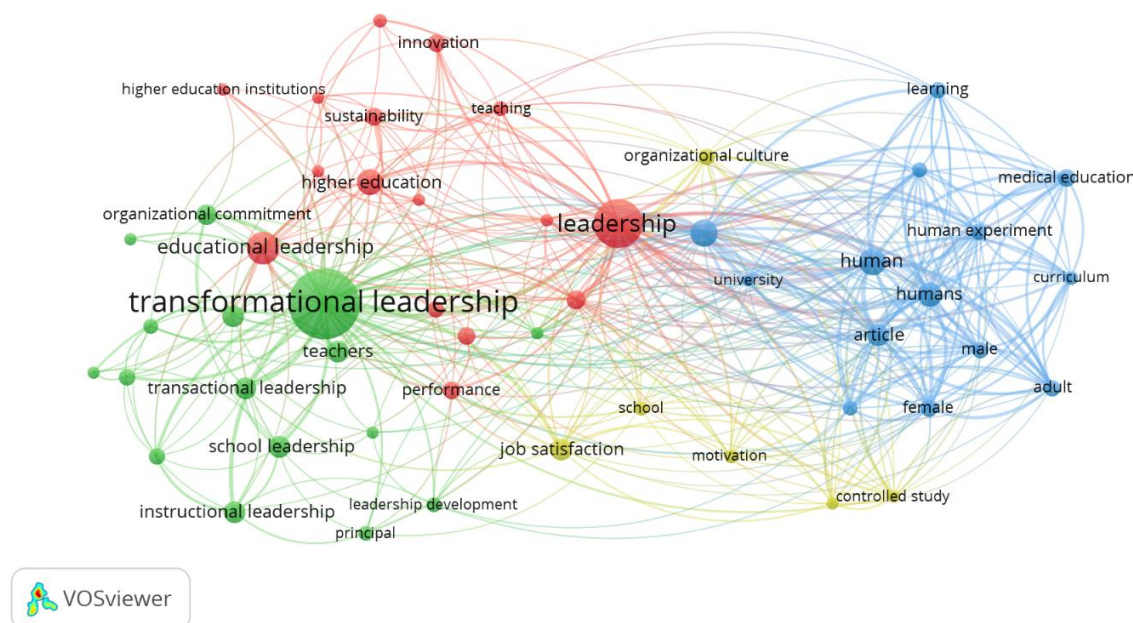 innovation
higher education institutions
learning
sustainability
teaching
organizational culture
medical education
higher education
organizational commitment
leadership
human experiment
educational leadership
human
university
curriculum
humans
transformational leadership
article
teachers
male
transactional leadership
performance
adult
school
female
school leadership
job satisfaction
motivation
controlled study
leadership development
instructional leadership
principal
VOSviewer